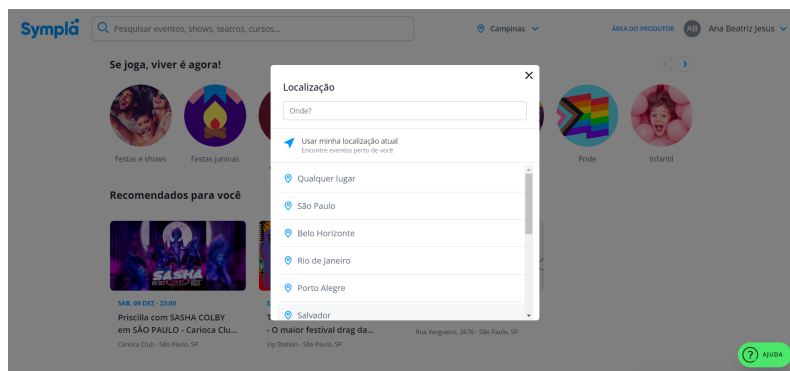 Sympla
Pesquisar eventos, shows, teatros, cursos...
Campinas
ÁREA DO PRODUTOR
AB
Ana Beatriz Jesus
Se joga, viver é agora!
Festas e shows
Festas juninas
Pride
Infantil
Localização
Onde?
Usar minha localização atual
Encontre eventos perto de você
Qualquer lugar
São Paulo
Belo Horizonte
Rio de Janeiro
Porto Alegre
Salvador
Recomendados para você
SASHA
SAB, 09 DEZ - 23:00
Priscilla com SASHA COLBY
em SÃO PAULO - Carioca Clu...
Carioca Club - São Paulo, SP
- O maior festival drag da...
Vip Station - São Paulo, SP
Rua Vergueiro, 2676 - São Paulo, SP
? AJUDA